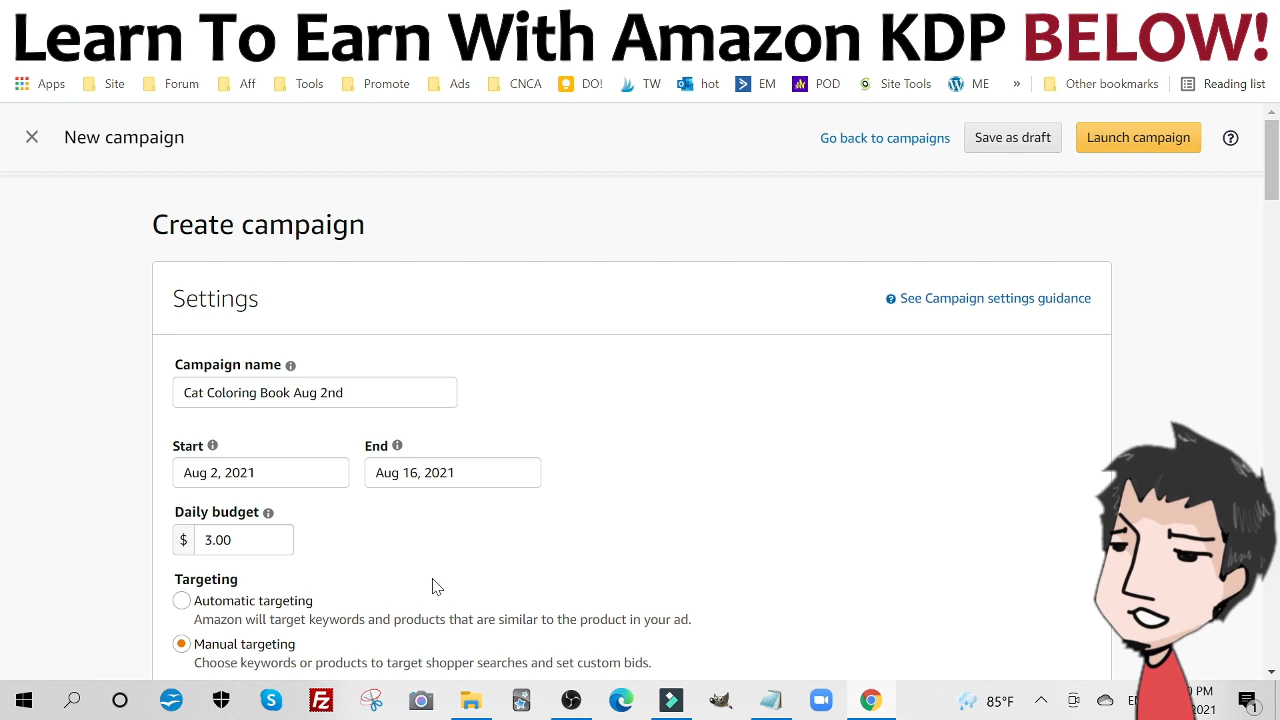 Learn To Earn With Amazon KDP BELOW!
Apps Site Forum Aff Tools Promote Ads CNCA DO! TW hot EM POD Site Tools ME » Other bookmarks Reading list
New campaign Go back to campaigns Save as draft Launch campaign
Create campaign
Settings See Campaign settings guidance
Campaign name
Cat Coloring Book Aug 2nd
Start End
Aug 2, 2021 Aug 16, 2021
Daily budget
$ 3.00
Targeting
Automatic targeting
Amazon will target keywords and products that are similar to the product in your ad.
Manual targeting
Choose keywords or products to target shopper searches and set custom bids.
85°F PM
2021 1